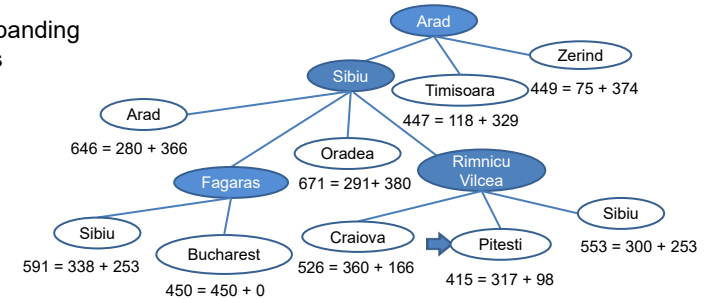 panding
s
Arad
Zerind
449 = 75 + 374
Sibiu
Timisoara
447 = 118 + 329
Arad
646 = 280 + 366
Oradea
671 = 291+ 380
Rimnicu
Vilcea
Fagaras
Sibiu
591 = 338 + 253
Bucharest
450 = 450 + 0
Craiova
526 = 360 + 166
Pitesti
415 = 317 + 98
Sibiu
553 = 300 + 253